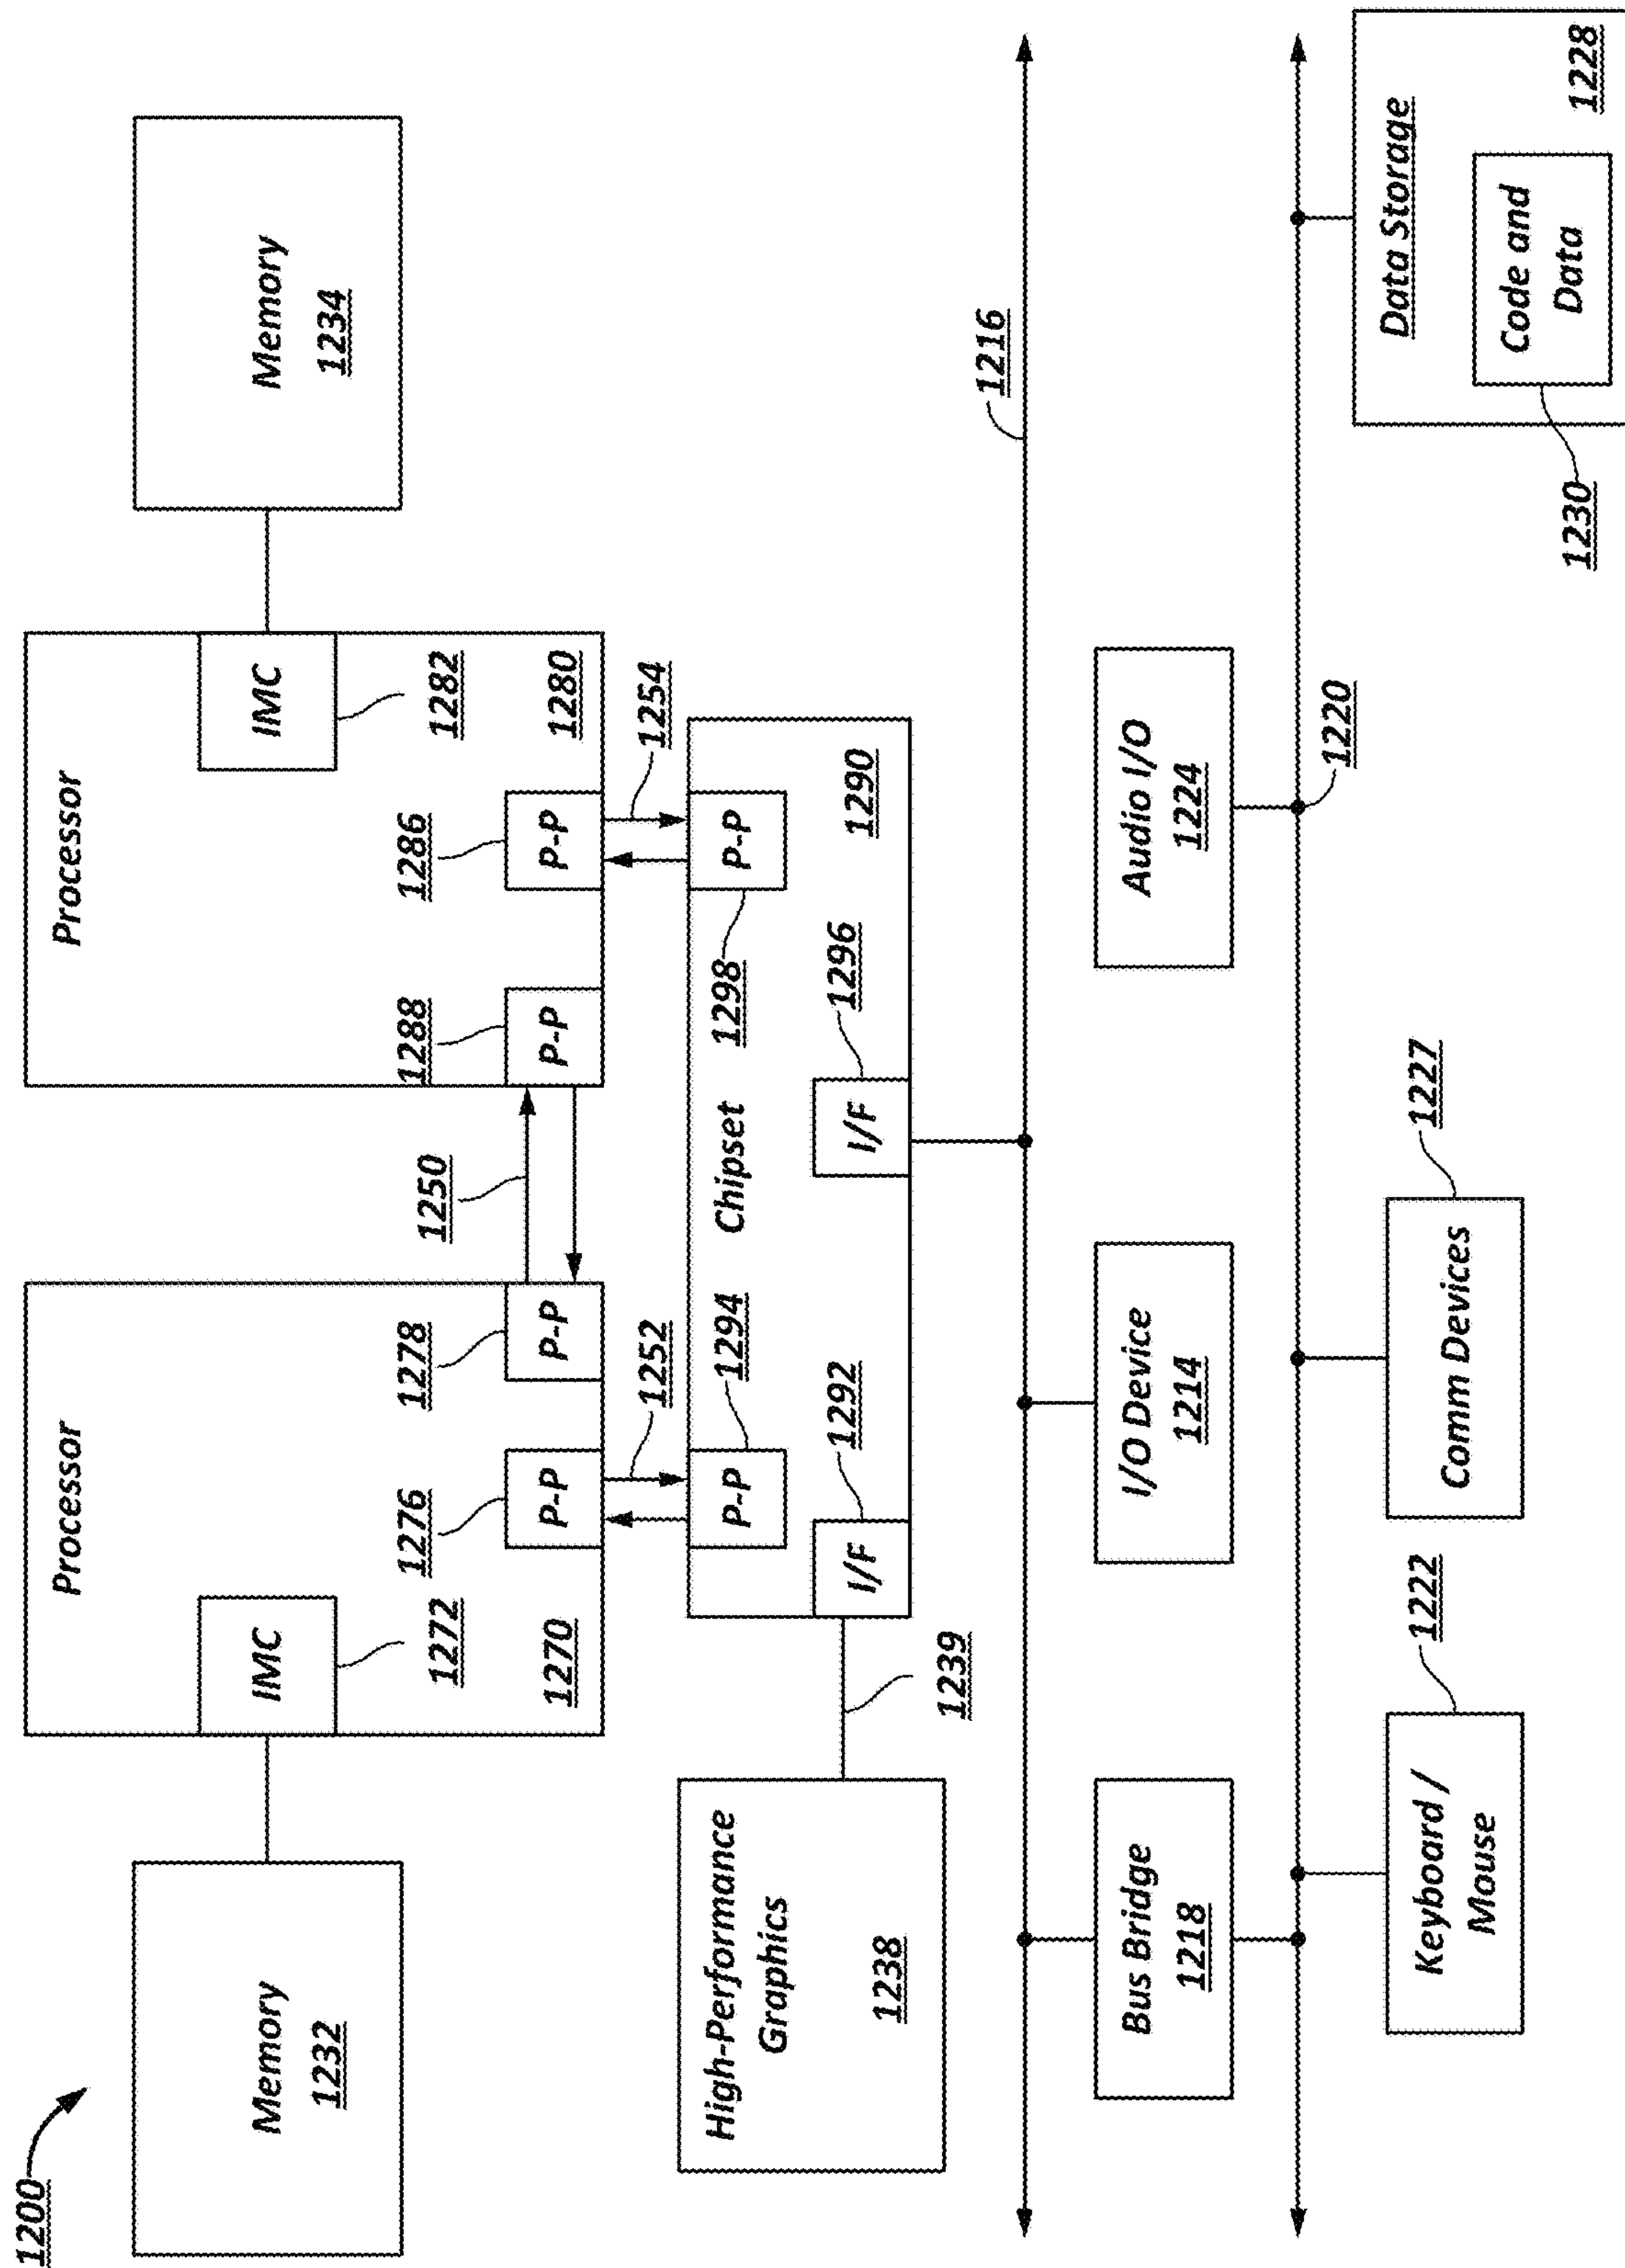 1200
Memory
1232
Processor
IMC
1272
1270
1276
P-P
1278
P-P
1250
Processor
1288
P-P
1286
P-P
IMC
1282
1280
Memory
1234
1252
1254
High-Performance
Graphics
1238
1239
P-P
1294
Chipset
1298
P-P
1290
I/F
1292
I/F
1296
1216
Bus Bridge
1218
I/O Device
1214
Audio I/O
1224
1220
Keyboard /
Mouse
1222
Comm Devices
1227
Data Storage
Code and
Data
1230
1228